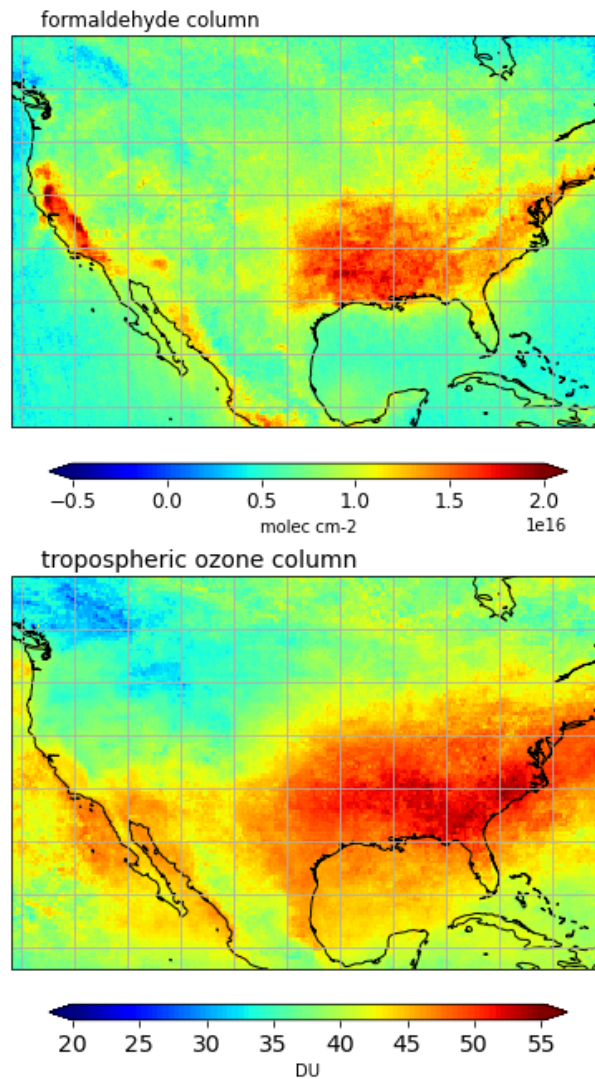 formaldehyde column
−0.5 0.0 0.5 1.0 1.5 2.0
molec cm-2 1e16
tropospheric ozone column
20 25 30 35 40 45 50 55
DU